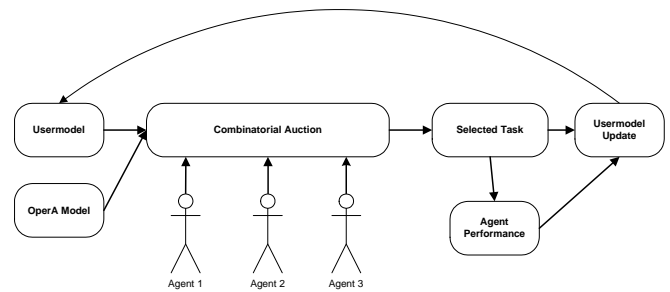 Usermodel
Combinatorial Auction
Selected Task
Usermodel
Update
OperA Model
Agent
Performance
Agent 1
Agent 2
Agent 3